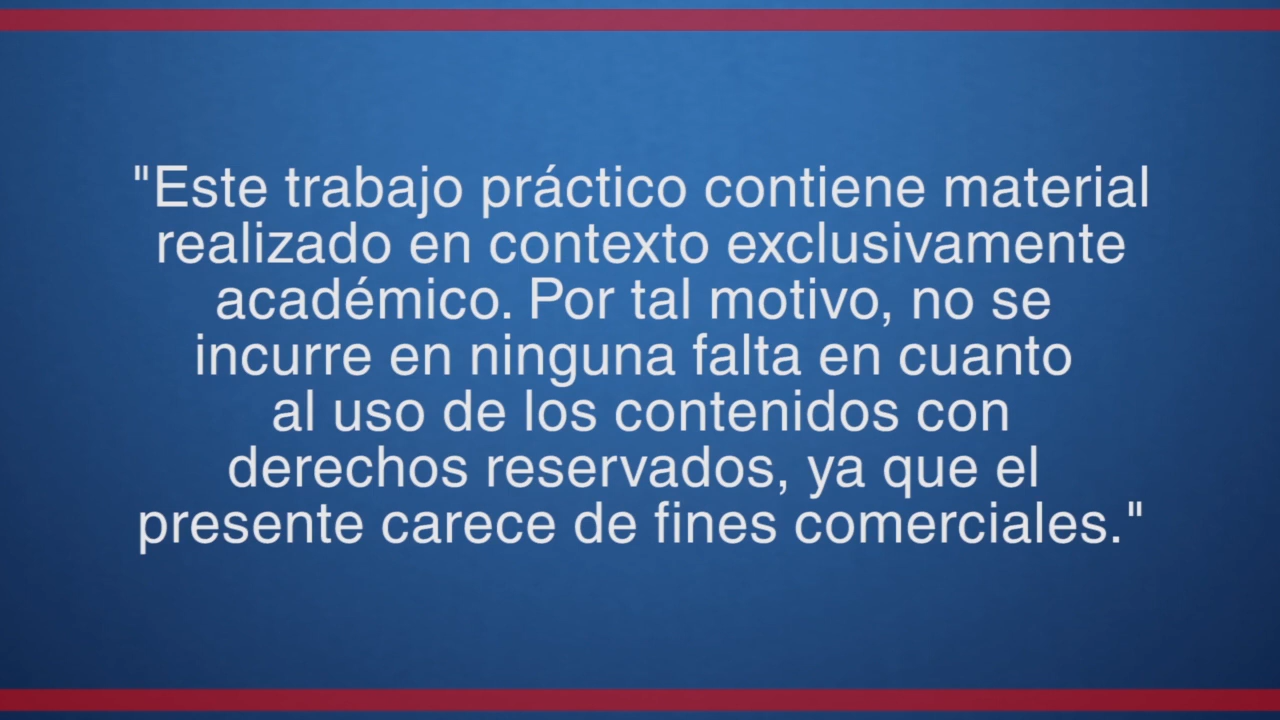 "Este trabajo práctico contiene material
realizado en contexto exclusivamente
académico. Por tal motivo, no se
incurre en ninguna falta en cuanto
al uso de los contenidos con
derechos reservados, ya que el
presente carece de fines comerciales."